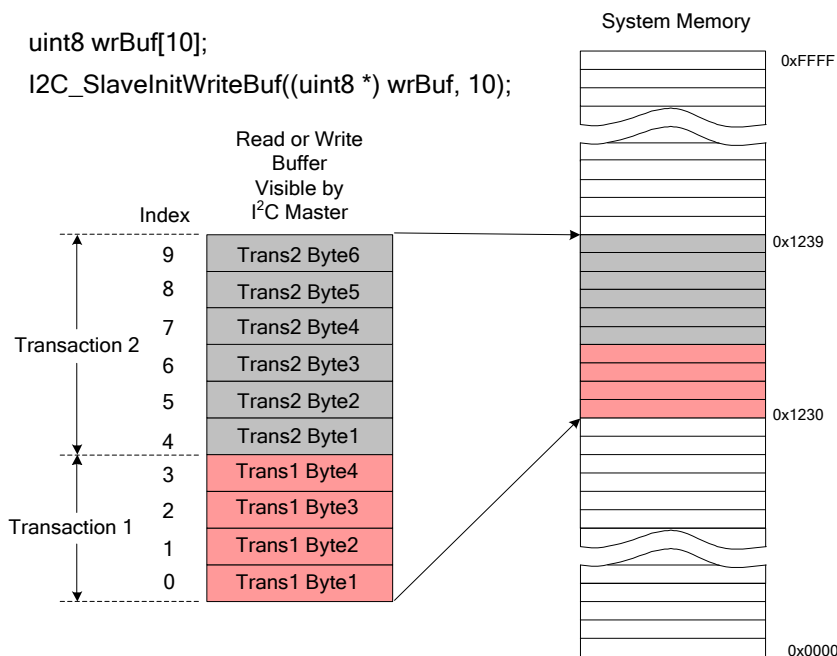 uint8 wrBuf[10];
I2C_SlaveInitWriteBuf((uint8 *) wrBuf, 10);
System Memory
0xFFFF
Read or Write
Buffer
Visible by
I²C Master
Index
9
Trans2 Byte6
0x1239
8
Trans2 Byte5
7
Trans2 Byte4
Transaction 2
6
Trans2 Byte3
5
Trans2 Byte2
0x1230
4
Trans2 Byte1
3
Trans1 Byte4
Transaction 1
2
Trans1 Byte3
1
Trans1 Byte2
0
Trans1 Byte1
0x0000